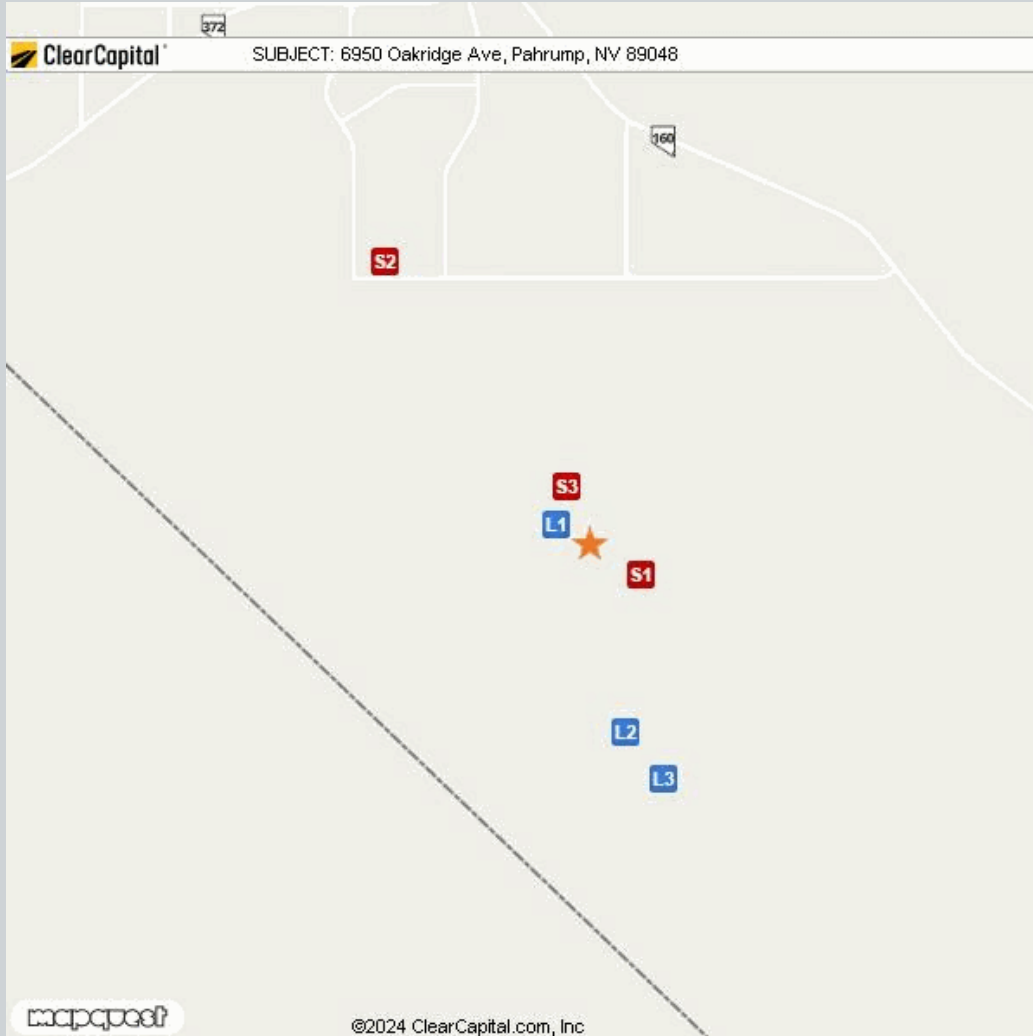 372
ClearCapital
SUBJECT: 6950 Oakridge Ave, Pahrump, NV 89048
160
S2
S3
L1
S1
L2
L3
mapquest
©2024 ClearCapital.com, Inc